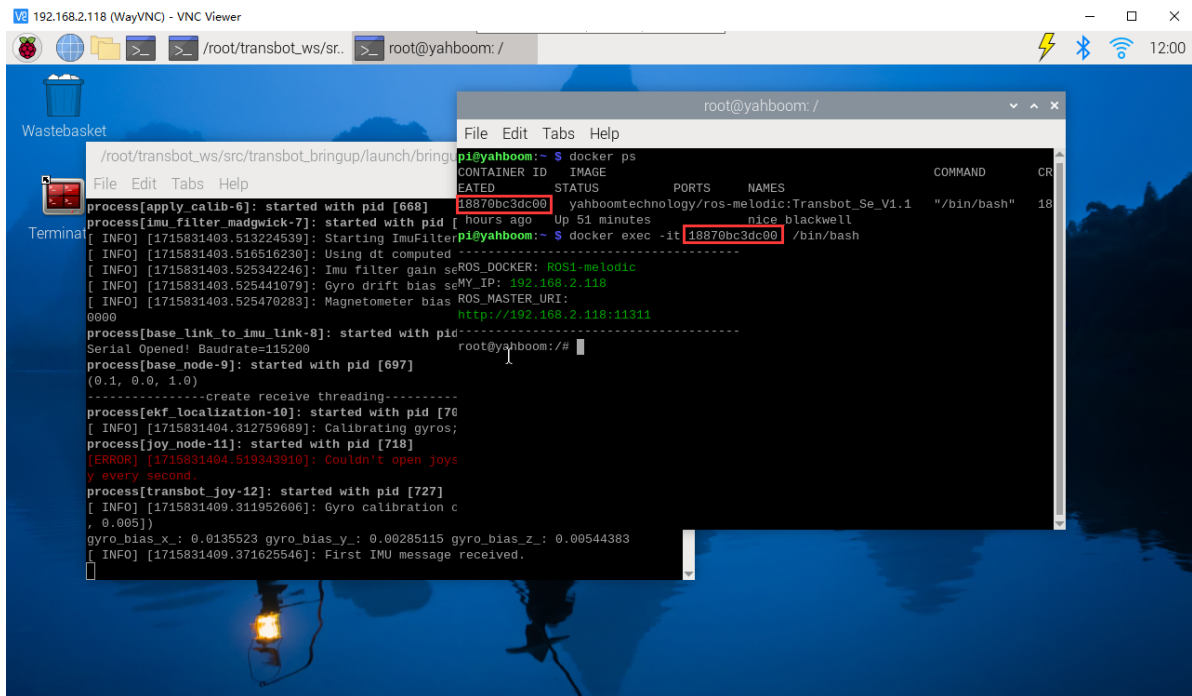 192.168.2.118 (WayVNC) - VNC Viewer
/root/transbot_ws/sr..
root@yahboom: /
12:00
Wastebasket
Terminat
/root/transbot_ws/src/transbot_bringup/launch/bringu
File Edit Tabs Help
process[apply_calib-6]: started with pid [668]
process[imu_filter_madgwick-7]: started with pid [
[ INFO] [1715831403.513224539]: Starting ImuFilter
[ INFO] [1715831403.516516230]: Using dt computed
[ INFO] [1715831403.525342246]: Imu filter gain se
[ INFO] [1715831403.525441079]: Gyro drift bias se
[ INFO] [1715831403.525470283]: Magnetometer bias
0000
process[base_link_to_imu_link-8]: started with pid
Serial Opened! Baudrate=115200
process[base_node-9]: started with pid [697]
(0.1, 0.0, 1.0)
----------------create receive threading----------
process[ekf_localization-10]: started with pid [70
[ INFO] [1715831404.312759689]: Calibrating gyros;
process[joy_node-11]: started with pid [718]
[ERROR] [1715831404.519343910]: Couldn't open joys
y every second.
process[transbot_joy-12]: started with pid [727]
[ INFO] [1715831409.311952606]: Gyro calibration c
, 0.005])
gyro_bias_x_: 0.0135523 gyro_bias_y_: 0.00285115 gyro_bias_z_: 0.00544383
[ INFO] [1715831409.371625546]: First IMU message received.
root@yahboom: /
File Edit Tabs Help
pi@yahboom:~ $ docker ps
CONTAINER ID IMAGE COMMAND CR
EATED STATUS PORTS NAMES
18870bc3dc00 yahboomtechnology/ros-melodic:Transbot_Se_V1.1 "/bin/bash" 18
hours ago Up 51 minutes nice_blackwell
pi@yahboom:~ $ docker exec -it 18870bc3dc00 /bin/bash
--------------------------------------
ROS_DOCKER: ROS1-melodic
MY_IP: 192.168.2.118
ROS_MASTER_URI:
http://192.168.2.118:11311
--------------------------------------
root@yahboom:/#